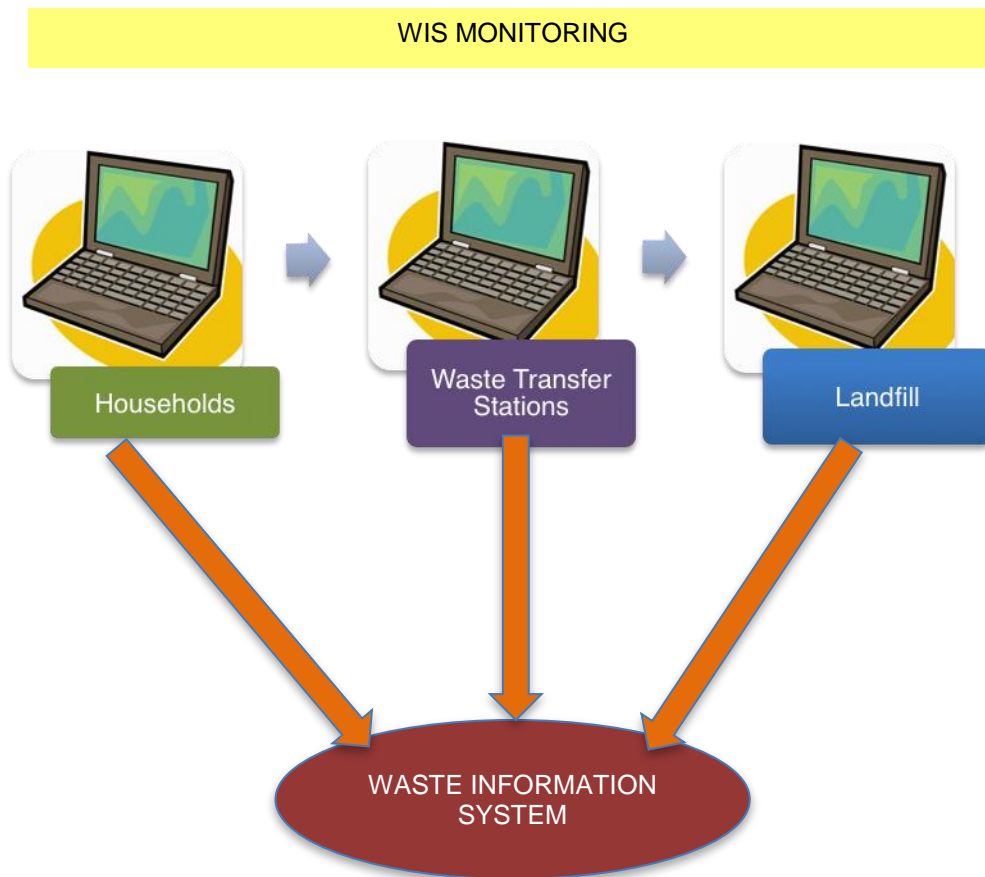 WIS MONITORING
Households
Waste Transfer
Stations
Landfill
WASTE INFORMATION
SYSTEM